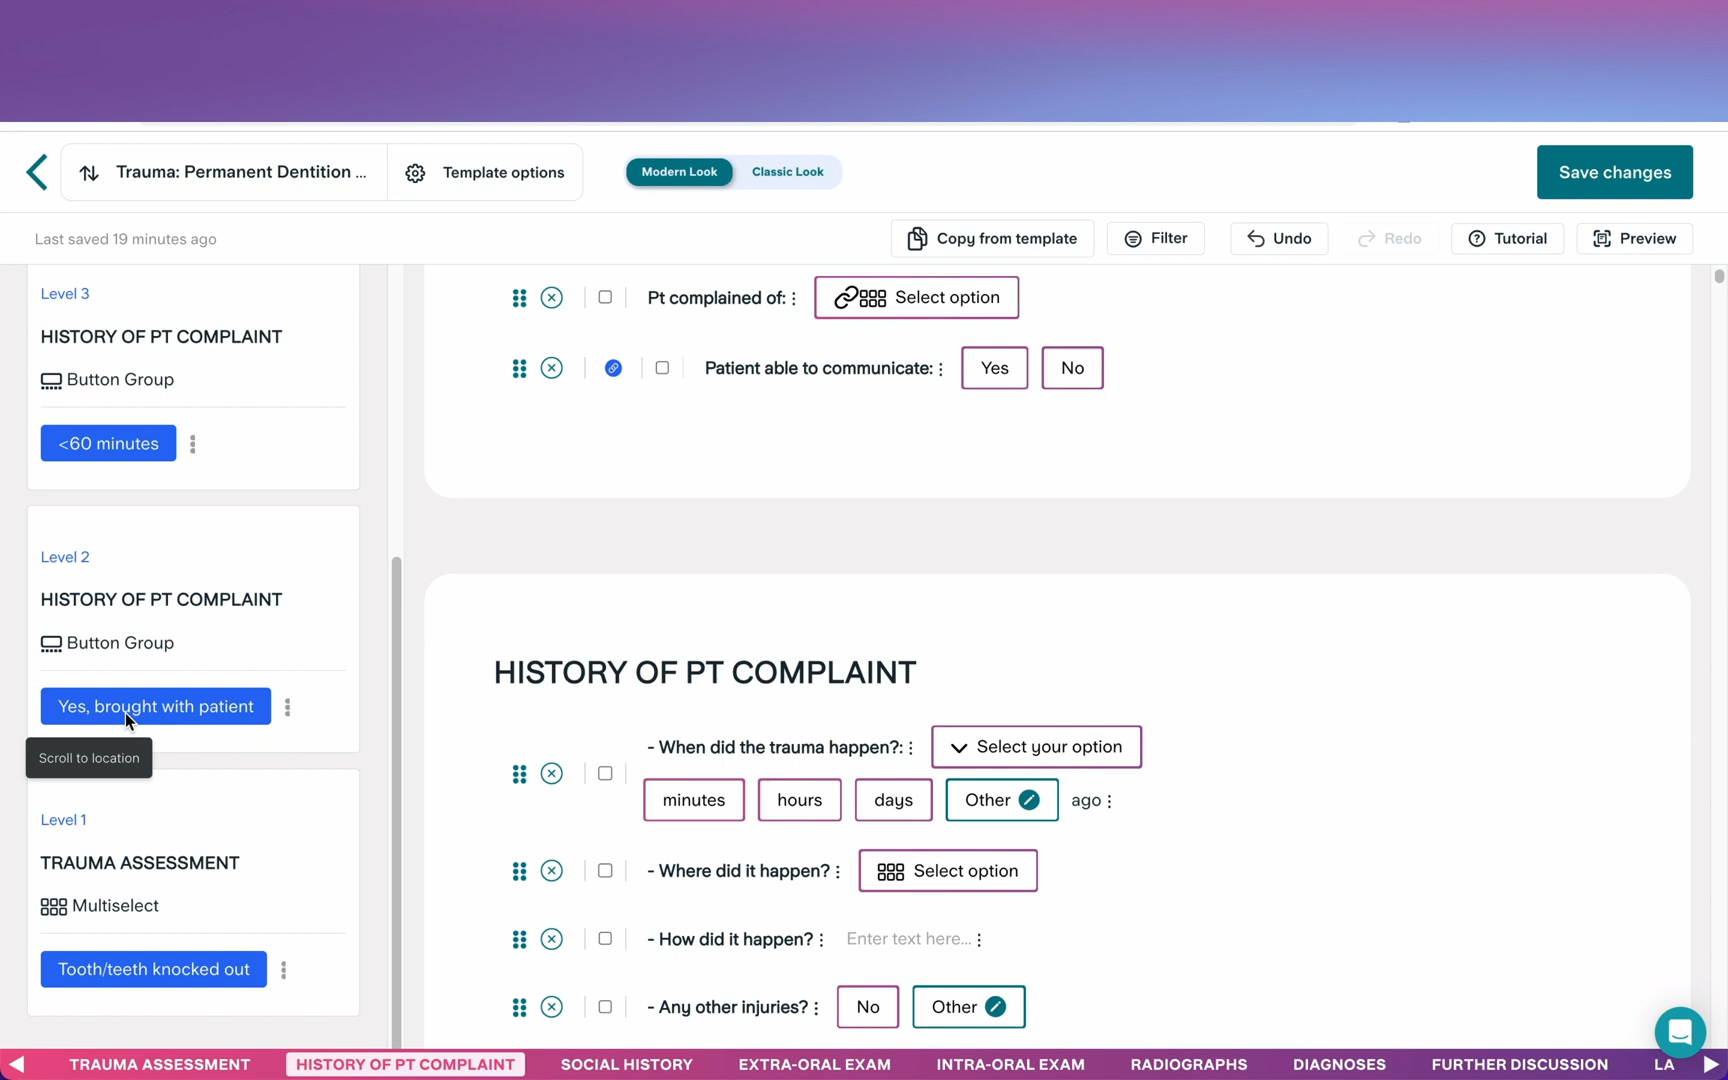 Trauma: Permanent Dentition ...
Template options
Modern Look
Classic Look
Save changes
Last saved 19 minutes ago
Copy from template
Filter
Undo
Redo
Tutorial
Preview
Level 3
HISTORY OF PT COMPLAINT
Button Group
<60 minutes
Level 2
HISTORY OF PT COMPLAINT
Button Group
Yes, brought with patient
Scroll to location
Level 1
TRAUMA ASSESSMENT
Multiselect
Tooth/teeth knocked out
Pt complained of: Select option
Patient able to communicate: Yes No
HISTORY OF PT COMPLAINT
- When did the trauma happen?: Select your option
minutes hours days Other ago
- Where did it happen? Select option
- How did it happen? Enter text here...
- Any other injuries? No Other
TRAUMA ASSESSMENT HISTORY OF PT COMPLAINT SOCIAL HISTORY EXTRA-ORAL EXAM INTRA-ORAL EXAM RADIOGRAPHS DIAGNOSES FURTHER DISCUSSION LA